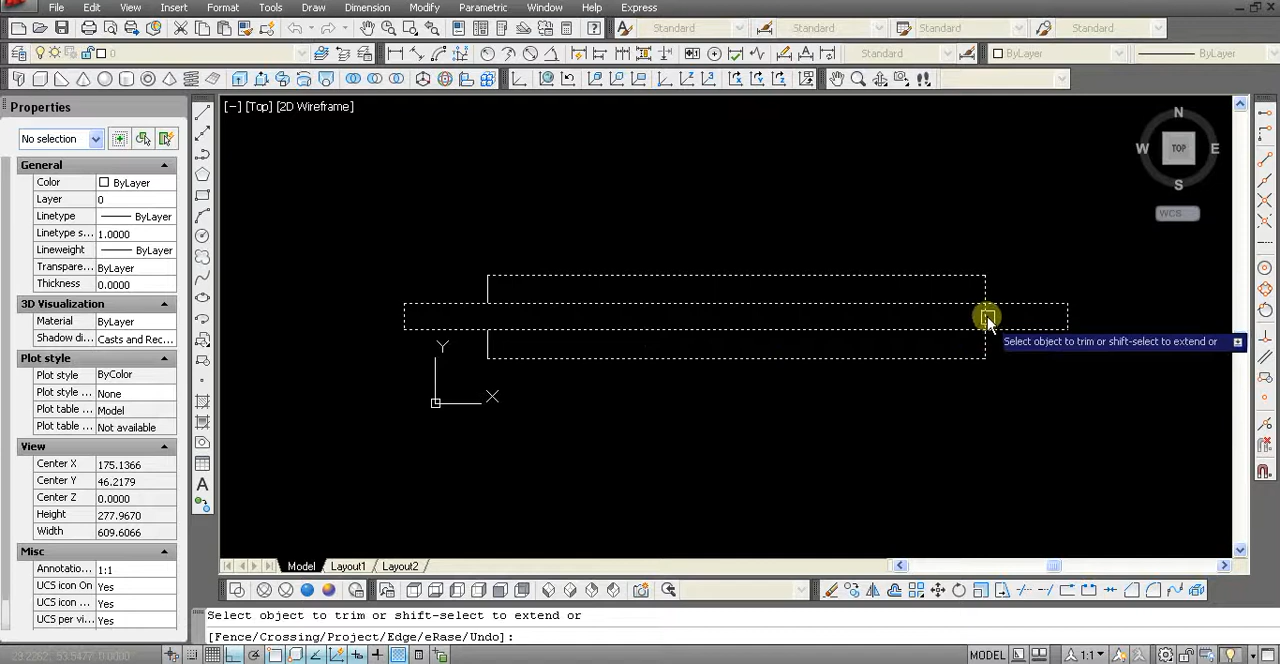 File Edit View Insert Format Tools Draw Dimension Modify Parametric Window Help Express
Standard Standard Standard Standard
0 Standard ByLayer ByLayer
Properties
No selection
General
Color ByLayer
Layer 0
Linetype ByLayer
Linetype s... 1.0000
Lineweight ByLayer
Transpare... ByLayer
Thickness 0.0000
3D Visualization
Material ByLayer
Shadow di... Casts and Rec...
Plot style
Plot style ByColor
Plot style ... None
Plot table ... Model
Plot table ... Not available
View
Center X 175.1366
Center Y 46.2179
Center Z 0.0000
Height 277.9670
Width 609.6066
Misc
Annotatio... 1:1
UCS icon On Yes
UCS icon ... Yes
UCS per vi... Yes
[−] [Top] [2D Wireframe]
N
W TOP E
S
WCS
Select object to trim or shift-select to extend or
Y
X
Model Layout1 Layout2
Select object to trim or shift-select to extend or
[Fence/Crossing/Project/Edge/eRase/Undo]:
MODEL 1:1